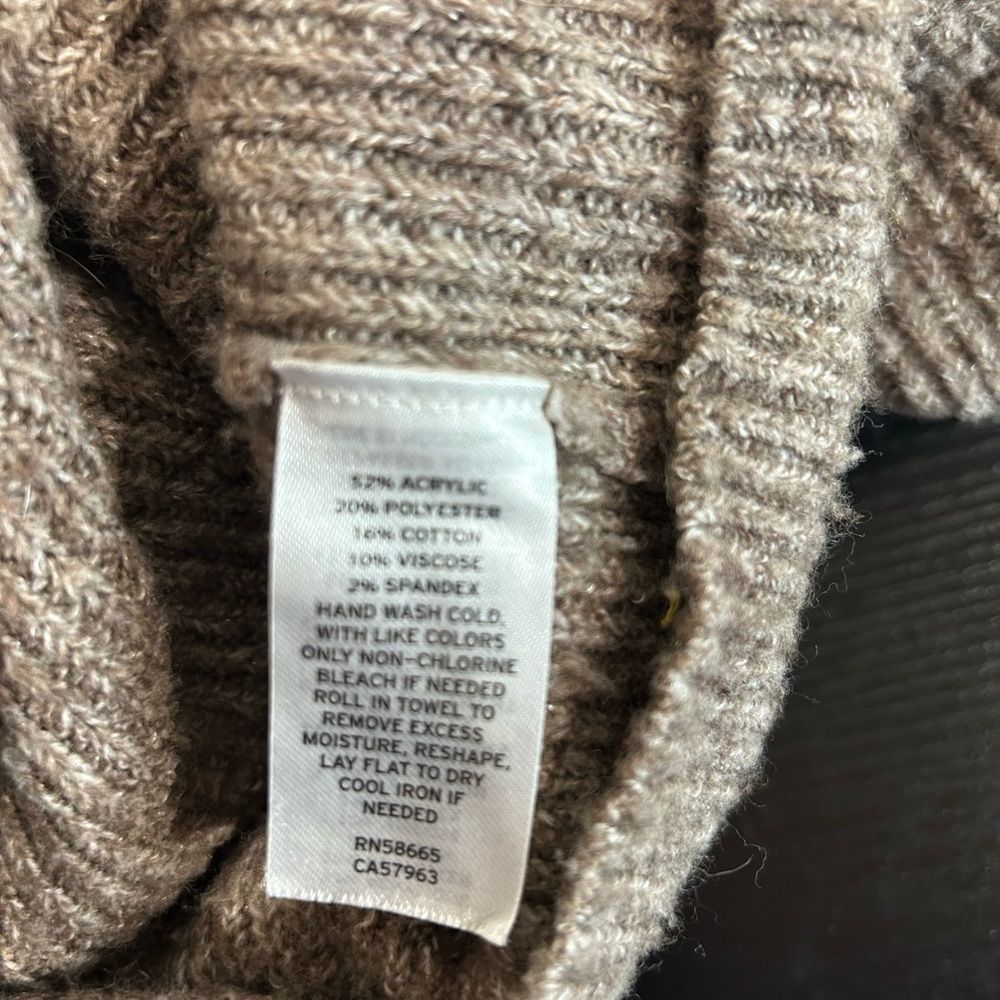 52% ACRYLIC
20% POLYESTER
16% COTTON
10% VISCOSE
2% SPANDEX
HAND WASH COLD.
WITH LIKE COLORS
ONLY NON-CHLORINE
BLEACH IF NEEDED
ROLL IN TOWEL TO
REMOVE EXCESS
MOISTURE, RESHAPE,
LAY FLAT TO DRY
COOL IRON IF
NEEDED
RN58665
CA57963